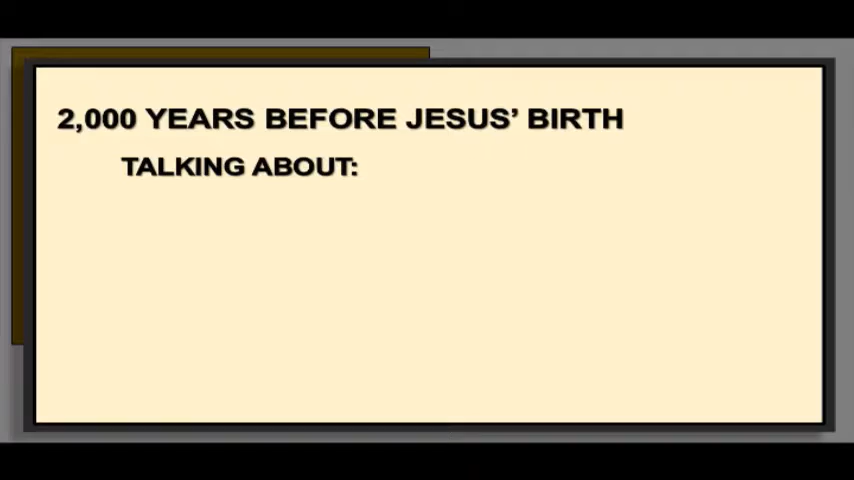 2,000 YEARS BEFORE JESUS’ BIRTH
TALKING ABOUT: